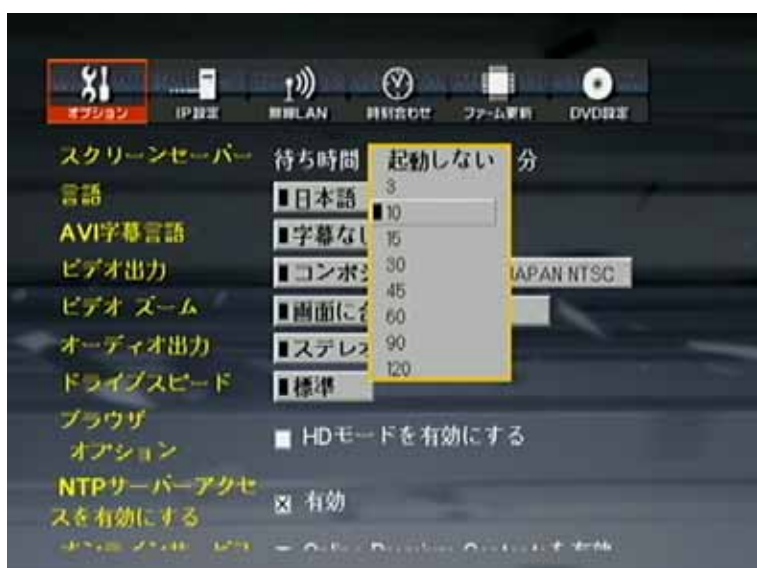 オプション IP設定 無線LAN 時刻合わせ ファーム更新 DVD設定
スクリーンセーバー 待ち時間 起動しない 分
3
言語 日本語
10
AVI字幕言語 字幕なし
15
ビデオ出力 コンポジ 30 JAPAN NTSC
45
ビデオ ズーム 画面に合
60
オーディオ出力 ステレオ 90
120
ドライブスピード 標準
ブラウザ
オプション HDモードを有効にする
NTPサーバーアクセ
スを有効にする 有効